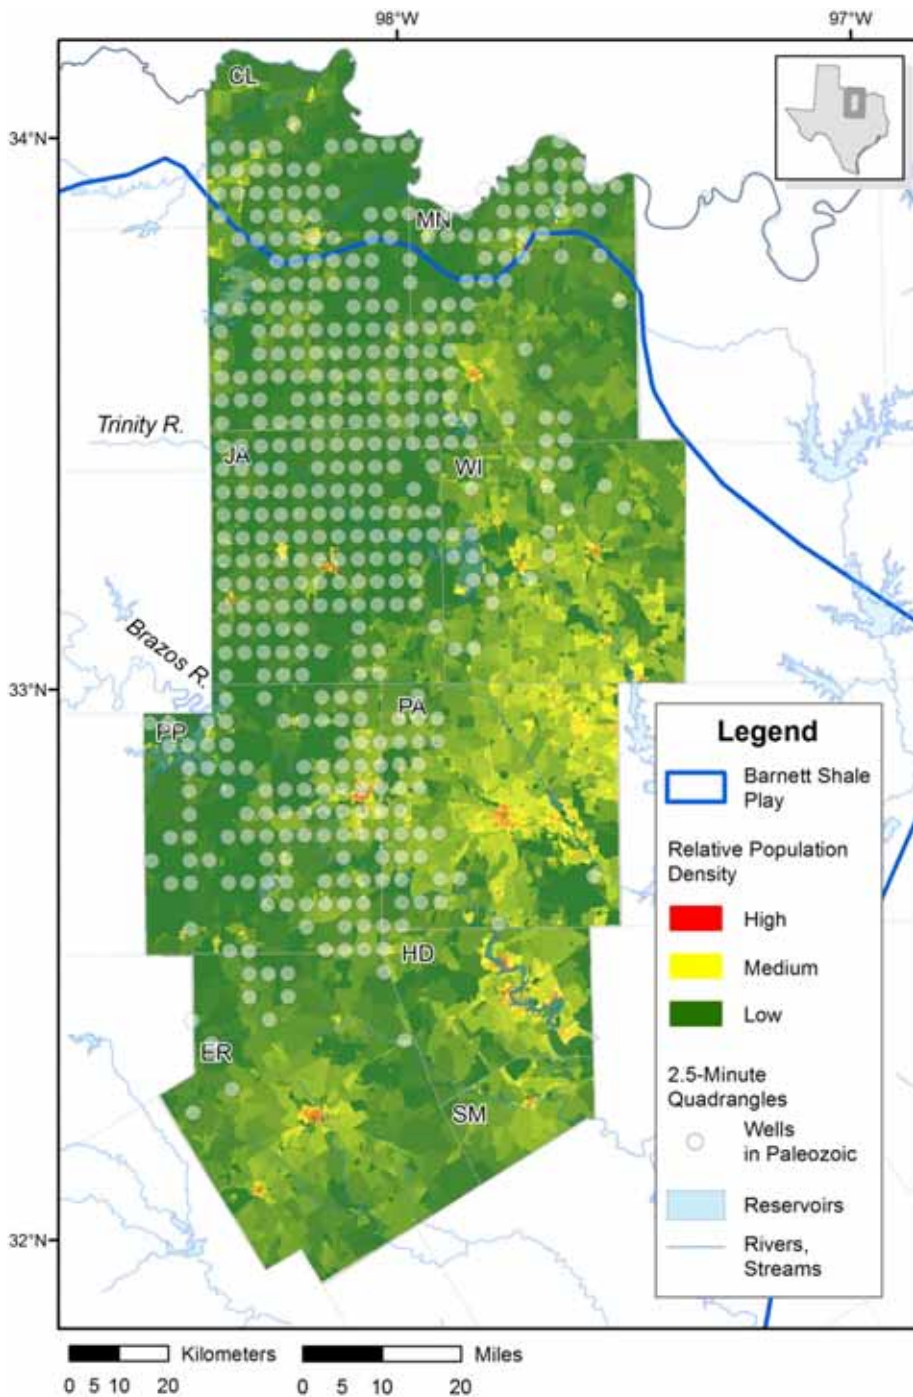 98°W
97°W
CL
34°N
MN
Trinity R.
JA
WI
Brazos R.
33°N
PA
PP
Legend
Barnett Shale
Play
Relative Population
Density
High
Medium
Low
HD
ER
2.5-Minute
Quadrangles
SM
Wells
in Paleozoic
Reservoirs
32°N
Rivers,
Streams
Kilometers
Miles
0 5 10 20
0 5 10 20